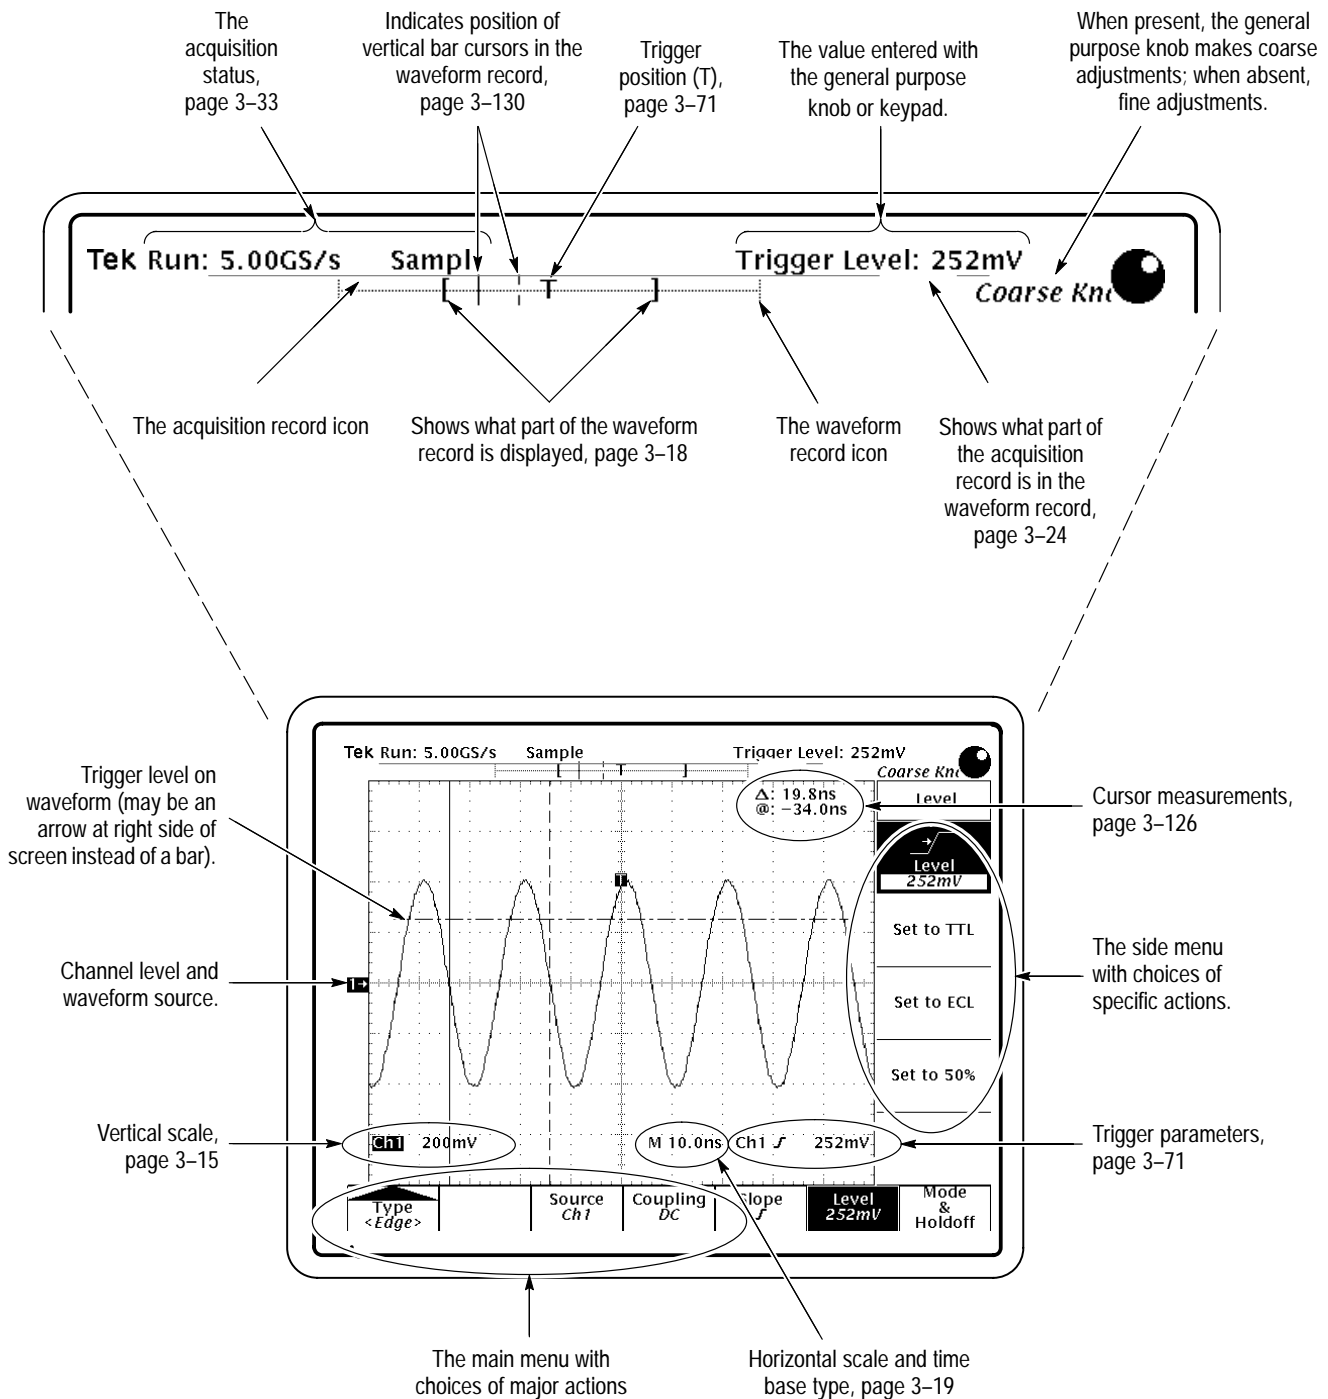 The
acquisition
status,
page 3–33
Indicates position of
vertical bar cursors in the
waveform record,
page 3–130
Trigger
position (T),
page 3–71
The value entered with
the general purpose
knob or keypad.
When present, the general
purpose knob makes coarse
adjustments; when absent,
fine adjustments.
Tek Run: 5.00GS/s Sampl Trigger Level: 252mV
[ T ]
Coarse Kn
The acquisition record icon
Shows what part of the waveform
record is displayed, page 3–18
The waveform
record icon
Shows what part of
the acquisition
record is in the
waveform record,
page 3–24
Tek Run: 5.00GS/s Sample Trigger Level: 252mV
[ T ]
Coarse Kn
Trigger level on
waveform (may be an
arrow at right side of
screen instead of a bar).
Δ: 19.8ns
@: −34.0ns
Level
Cursor measurements,
page 3–126
Level
252mV
T
Set to TTL
Channel level and
waveform source.
1→
The side menu
with choices of
specific actions.
Set to ECL
Set to 50%
Vertical scale,
page 3–15
Ch1 200mV M 10.0ns Ch1 252mV
Trigger parameters,
page 3–71
Type
<Edge>
Source
Ch1
Coupling
DC
Slope
Level
252mV
Mode
&
Holdoff
The main menu with
choices of major actions
Horizontal scale and time
base type, page 3–19